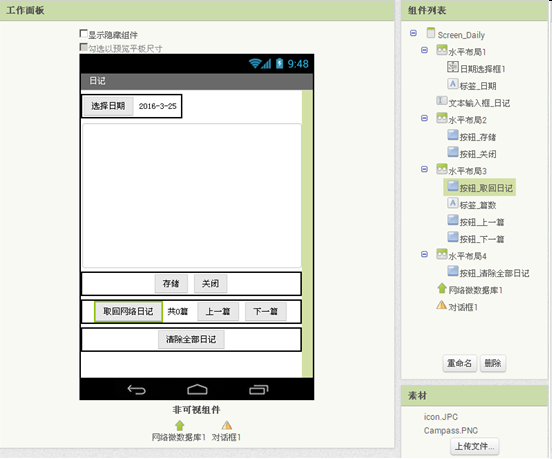 工作面板
显示隐藏组件
勾选以预览平板尺寸
9:48
日记
选择日期 2016-3-25
存储 关闭
取回网络日记 共0篇 上一篇 下一篇
清除全部日记
非可视组件
网络微数据库1 对话框1
组件列表
Screen_Daily
水平布局1
日期选择框1
标签_日期
文本输入框_日记
水平布局2
按钮_存储
按钮_关闭
水平布局3
按钮_取回日记
标签_篇数
按钮_上一篇
按钮_下一篇
水平布局4
按钮_清除全部日记
网络微数据库1
对话框1
重命名 删除
素材
icon.JPG
Campass.PNG
上传文件...